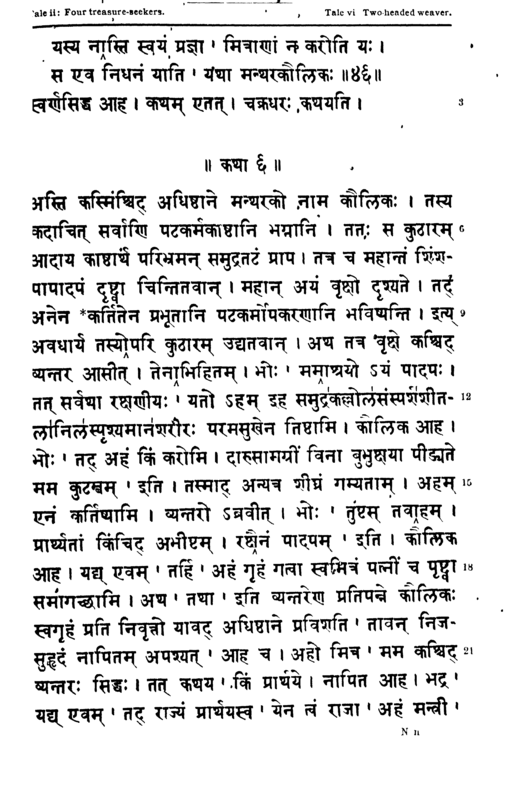 'ale ii: Four treasure-seekers. Tale vi Two-headed weaver.
यस्य नास्ति स्वयं प्रज्ञा ' मित्राणां न करोति यः ।
स एव निधनं याति ' यथा मन्थरकौलिकः ॥४६॥
स्वर्णसिद्ध आह । कथम् एतत् । चक्रधरः कथयति । 3
॥ कथा ६ ॥
अस्ति कस्मिंश्चिद् अधिष्ठाने मन्थरको नाम कौलिकः । तस्य
कदाचित् सर्वाणि पटकर्मकाष्ठानि भग्नानि । ततः स कुठारम् 6
आदाय काष्ठार्थे परिभ्रमन् समुद्रतटं प्राप । तत्र च महान्तं शिंश-
पापादपं दृष्ट्वा चिन्तितवान् । महान् अयं वृक्षो दृश्यते । तद्
अनेन *कर्तितेन प्रभूतानि पटकर्मोपकरणानि भविष्यन्ति । इत्य् 9
अवधार्य तस्योपरि कुठारम् उद्यतवान् । अथ तत्र वृक्षे कश्चिद्
व्यन्तर आसीत् । तेनाभिहितम् । भोः ' ममाश्रयो ऽयं पादपः ।
तत् सर्वथा रक्षणीयः ' यतो ऽहम् इह समुद्रकल्लोलसंस्पर्शशीत- 12
लानिलस्पृश्यमानशरीरः परमसुखेन तिष्ठामि । कौलिक आह ।
भोः ' तद् अहं किं करोमि । दारुसामग्रीं विना बुभुक्षया पीड्यते
मम कुटम्बम् ' इति । तस्माद् अन्यत्र शीघ्रं गम्यताम् । अहम् 15
एनं कर्तिष्यामि । व्यन्तरो ऽब्रवीत् । भोः ' तुष्टम् तवाहम् ।
प्रार्थ्यतां किंचिद् अभीष्टम् । रक्षैनं पादपम् ' इति । कौलिक
आह । यद्य् एवम् ' तर्हि ' अहं गृहं गत्वा स्वमित्रं पत्नीं च पृष्ट्वा 18
समागच्छामि । अथ ' तथा ' इति व्यन्तरेण प्रतिपन्ने कौलिकः
स्वगृहं प्रति निवृत्तो यावद् अधिष्ठाने प्रविशति ' तावन् निज-
सुहृदं नापितम् अपश्यत् ' आह च । अहो मित्र ' मम कश्चिद् 21
व्यन्तरः सिद्धः । तत् कथय ' किं प्रार्थये । नापित आह । भद्र '
यद्य् एवम् ' तद् राज्यं प्रार्थयस्व ' येन त्वं राजा ' अहं मन्त्री '
N n